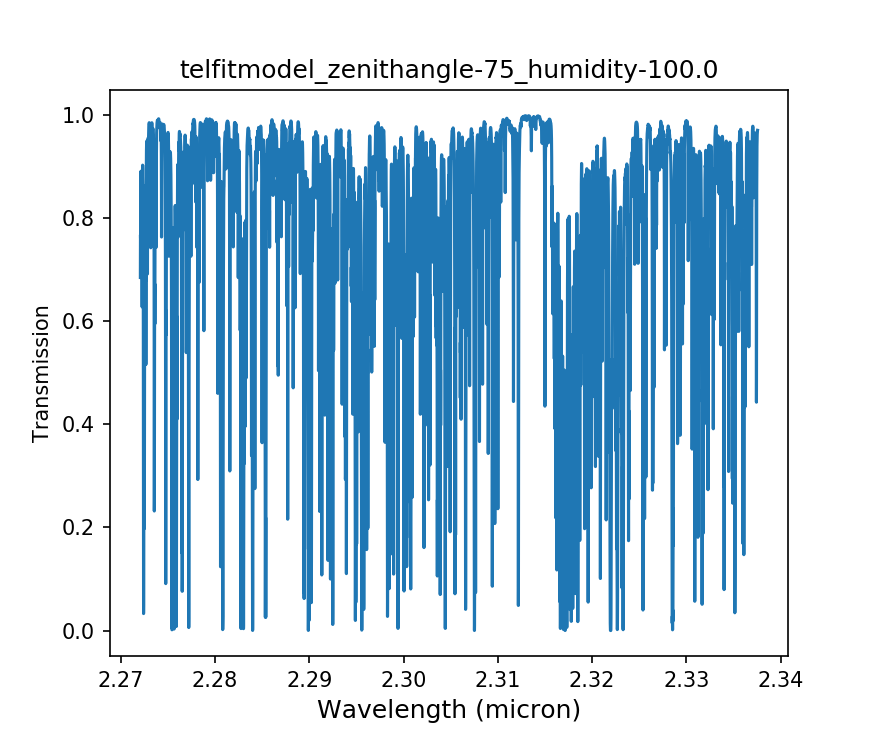 telfitmodel_zenithangle-75_humidity-100.0
Transmission
1.0
0.8
0.6
0.4
0.2
0.0
2.27 2.28 2.29 2.30 2.31 2.32 2.33 2.34
Wavelength (micron)